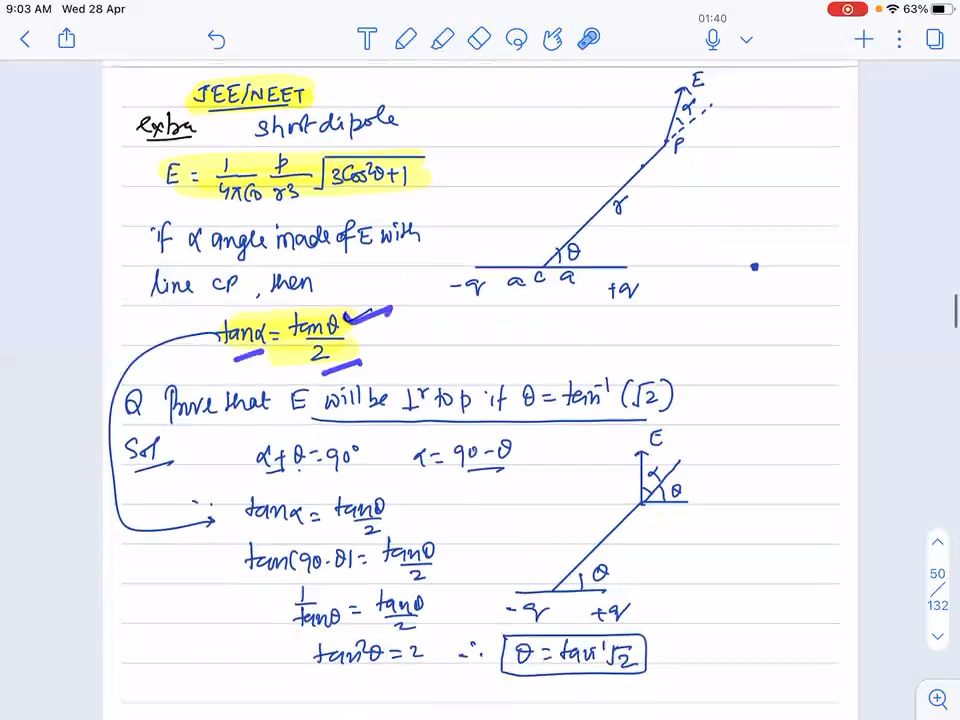 9:03 AM Wed 28 Apr
63%
01:40
JEE/NEET
extra short dipole
E = 1/4π∈0 p/r3 √3Cos²θ+1
if α angle made of E with
line CP, then
tanα = tanθ/2
E
α
P
r
θ
-q a c a +q
Q Prove that E will be ⊥r to p if θ = tan⁻¹(√2)
Sol α + θ = 90° α = 90-θ
∴ tanα = tanθ/2
tan(90-θ) = tanθ/2
1/tanθ = tanθ/2
tan²θ = 2 ∴ θ = tan⁻¹√2
E
α
θ
θ
-q +q
50
/
132